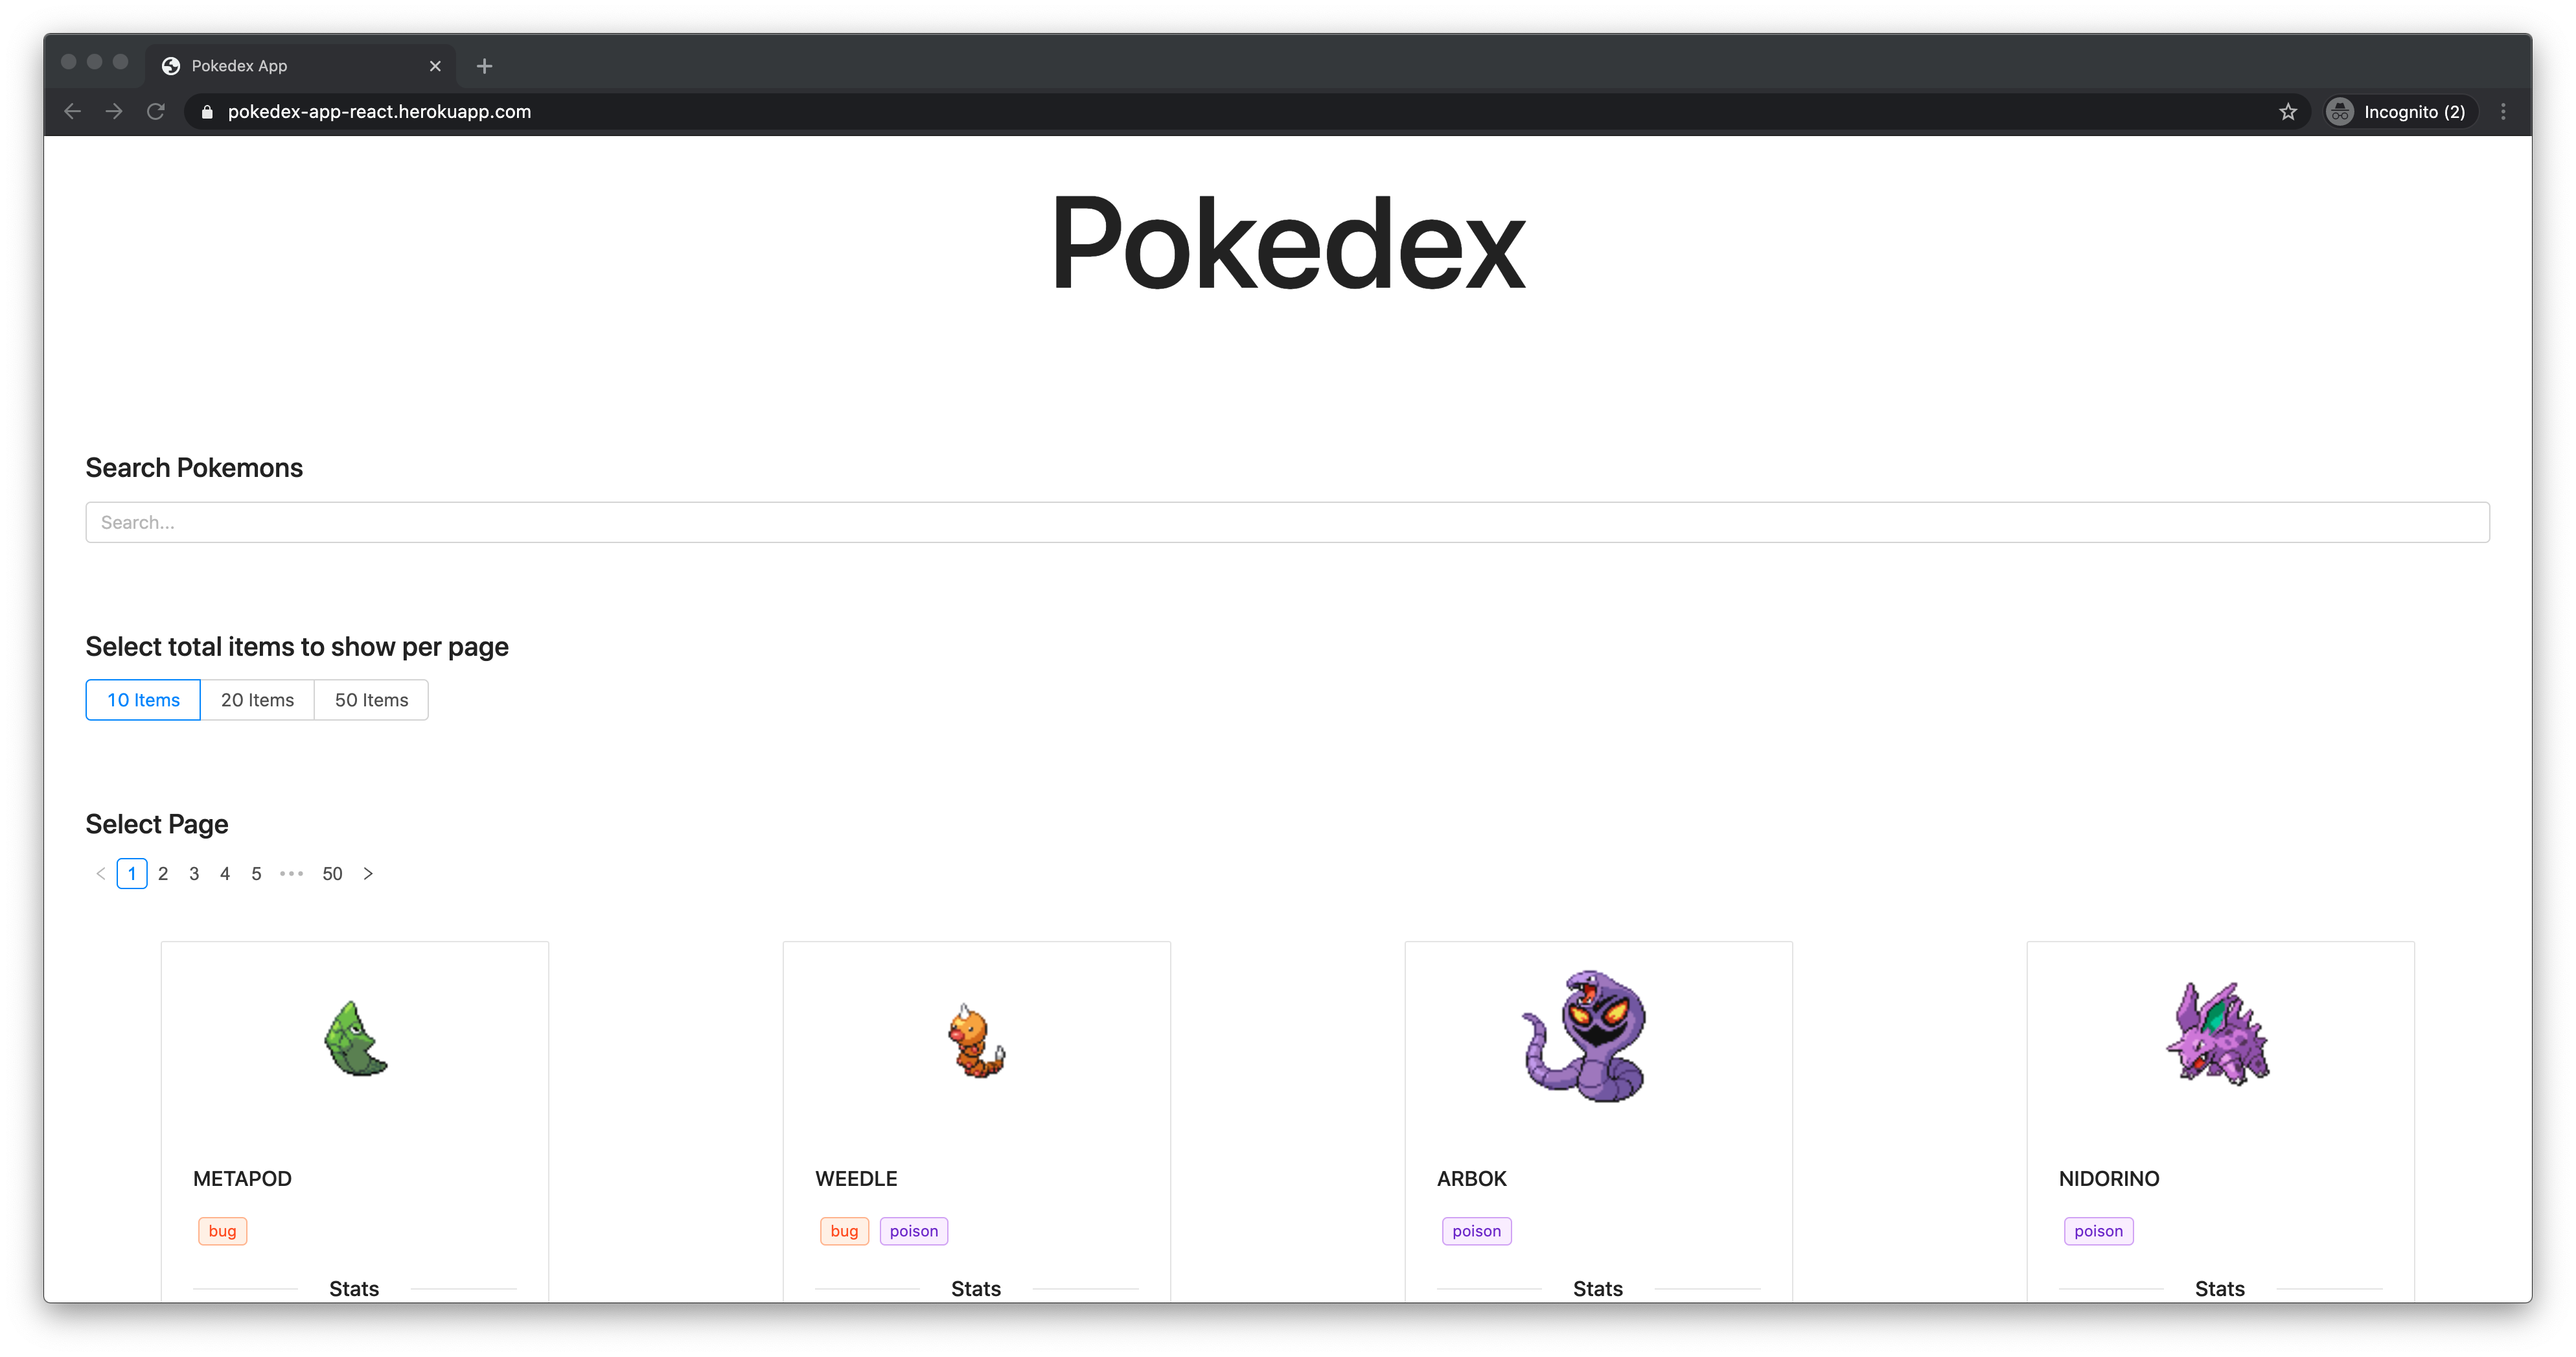 Pokedex App
pokedex-app-react.herokuapp.com
Incognito (2)
Pokedex
Search Pokemons
Search...
Select total items to show per page
10 Items 20 Items 50 Items
Select Page
< 1 2 3 4 5 ••• 50 >
METAPOD WEEDLE ARBOK NIDORINO
bug bug poison poison poison
Stats Stats Stats Stats